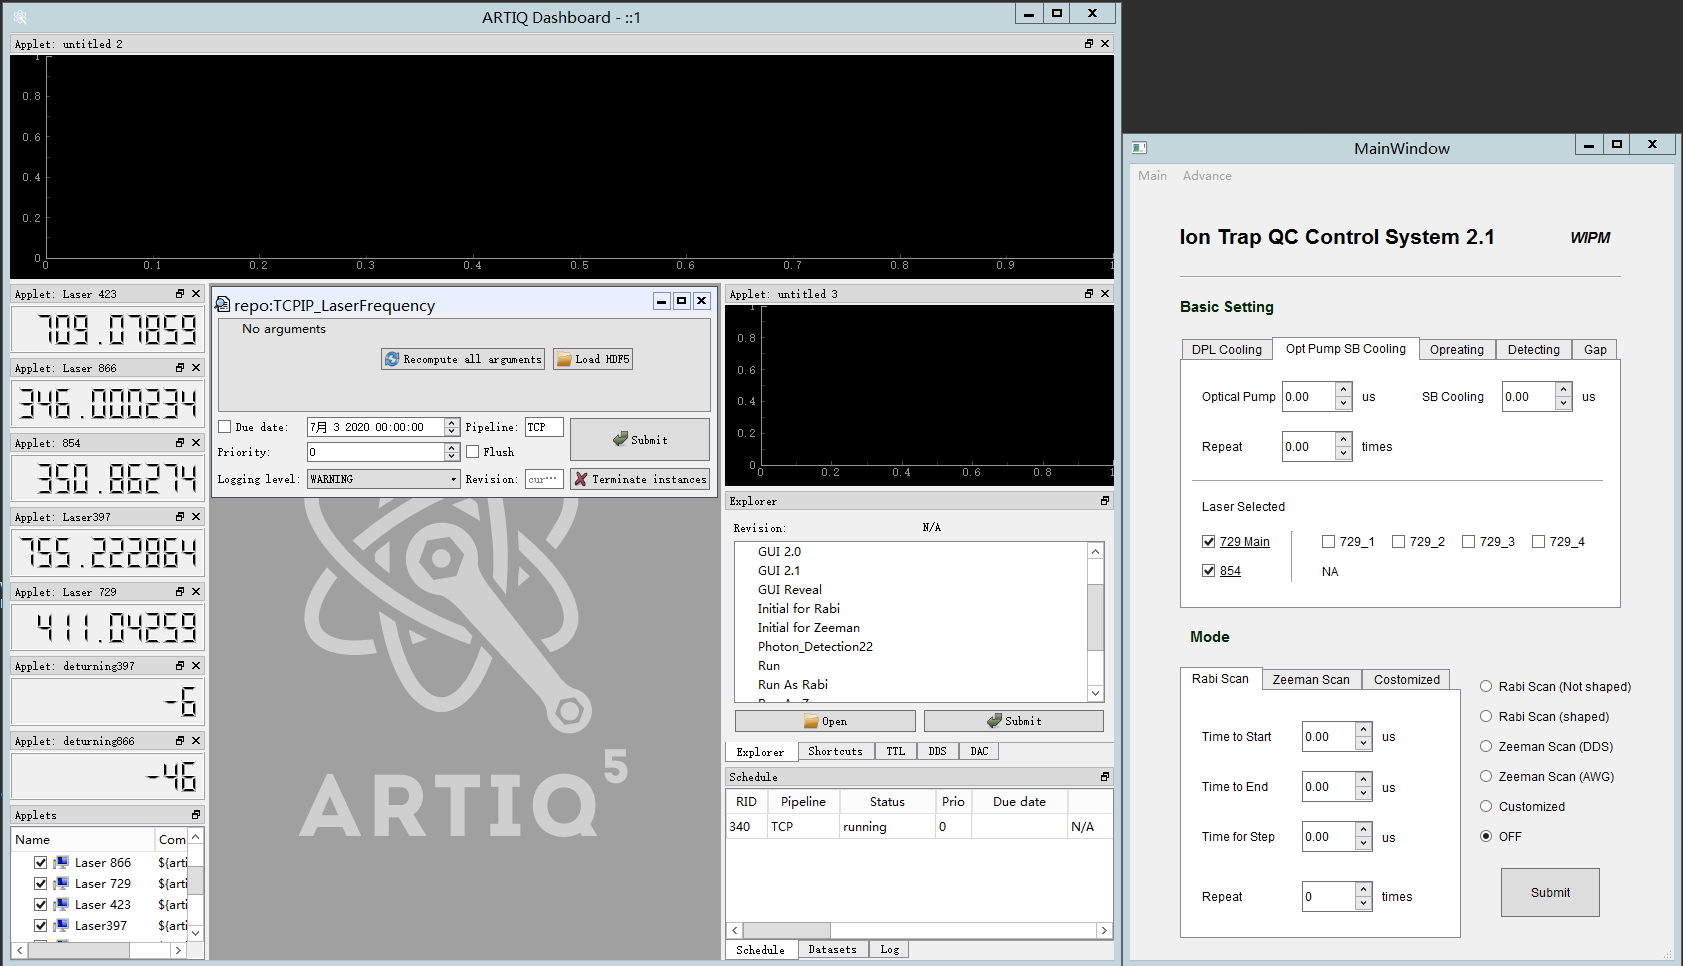 ARTIQ Dashboard - ::1
Applet: untitled 2
1
0.8
0.6
0.4
0.2
0
0 0.1 0.2 0.3 0.4 0.5 0.6 0.7 0.8 0.9 1
Applet: Laser 423
709.07859
Applet: Laser 866
346.000234
Applet: 854
350.86274
Applet: Laser397
755.222864
Applet: Laser 729
411.04259
Applet: deturning397
-6
Applet: deturning866
-46
Applets
Name Com
Laser 866 ${arti
Laser 729 ${arti
Laser 423 ${arti
Laser397 ${arti
repo:TCPIP_LaserFrequency
No arguments
Recompute all arguments Load HDF5
Due date: 7月 3 2020 00:00:00 Pipeline: TCP
Submit
Priority: 0 Flush
Logging level: WARNING Revision: cur··· Terminate instances
ARTIQ 5
Applet: untitled 3
1
0.8
0.6
0.4
0.2
0
0 0.2 0.4 0.6 0.8 1
Explorer
Revision: N/A
GUI 2.0
GUI 2.1
GUI Reveal
Initial for Rabi
Initial for Zeeman
Photon_Detection22
Run
Run As Rabi
Open Submit
Explorer Shortcuts TTL DDS DAC
Schedule
RID Pipeline Status Prio Due date
340 TCP running 0 N/A
Schedule Datasets Log
MainWindow
Main Advance
Ion Trap QC Control System 2.1 WIPM
Basic Setting
DPL Cooling Opt Pump SB Cooling Opreating Detecting Gap
Optical Pump 0.00 us SB Cooling 0.00 us
Repeat 0.00 times
Laser Selected
729 Main 729_1 729_2 729_3 729_4
854 NA
Mode
Rabi Scan Zeeman Scan Costomized
Time to Start 0.00 us
Time to End 0.00 us
Time for Step 0.00 us
Repeat 0 times
Rabi Scan (Not shaped)
Rabi Scan (shaped)
Zeeman Scan (DDS)
Zeeman Scan (AWG)
Customized
OFF
Submit